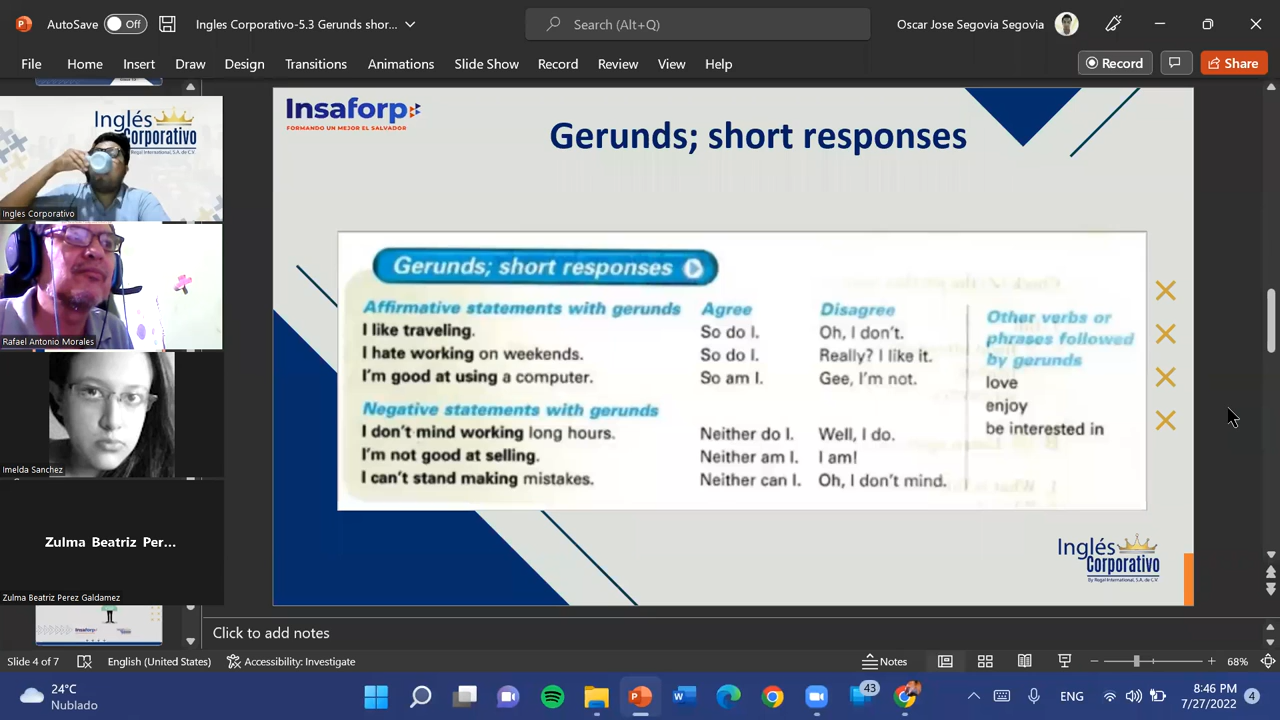 AutoSave Off Ingles Corporativo-5.3 Gerunds shor... Search (Alt+Q) Oscar Jose Segovia Segovia
File Home Insert Draw Design Transitions Animations Slide Show Record Review View Help Record Share
Inglés
Corporativo
Ingles Corporativo
Rafael Antonio Morales
Imelda Sanchez
Zulma Beatriz Per...
Zulma Beatriz Perez Galdamez
Insaforp
FORMANDO UN MEJOR EL SALVADOR
Gerunds; short responses
Gerunds; short responses
Affirmative statements with gerunds Agree Disagree
I like traveling. So do I. Oh, I don't.
I hate working on weekends. So do I. Really? I like it.
I'm good at using a computer. So am I. Gee, I'm not.
Negative statements with gerunds
I don't mind working long hours. Neither do I. Well, I do.
I'm not good at selling. Neither am I. I am!
I can't stand making mistakes. Neither can I. Oh, I don't mind.
Other verbs or
phrases followed
by gerunds
love
enjoy
be interested in
Inglés
Corporativo
By Regal International, S.A. de C.V.
Click to add notes
Slide 4 of 7 English (United States) Accessibility: Investigate Notes 68%
24°C
Nublado
43
ENG
8:46 PM
7/27/2022
4